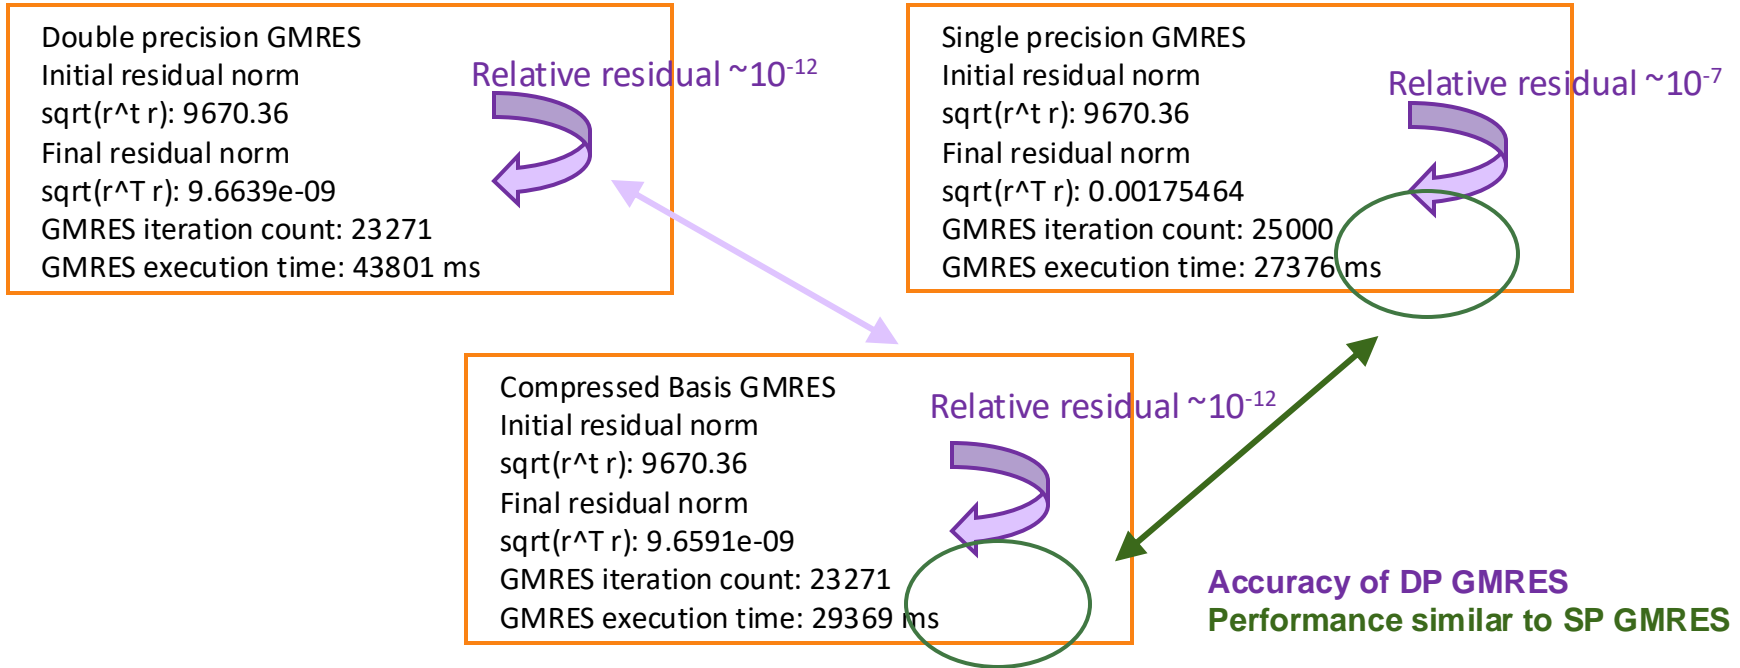 Double precision GMRES
Initial residual norm
sqrt(r^t r): 9670.36
Final residual norm
sqrt(r^T r): 9.6639e-09
GMRES iteration count: 23271
GMRES execution time: 43801 ms
Relative residual ~10⁻¹²
Single precision GMRES
Initial residual norm
sqrt(r^t r): 9670.36
Final residual norm
sqrt(r^T r): 0.00175464
GMRES iteration count: 25000
GMRES execution time: 27376 ms
Relative residual ~10⁻⁷
Compressed Basis GMRES
Initial residual norm
sqrt(r^t r): 9670.36
Final residual norm
sqrt(r^T r): 9.6591e-09
GMRES iteration count: 23271
GMRES execution time: 29369 ms
Relative residual ~10⁻¹²
Accuracy of DP GMRES
Performance similar to SP GMRES